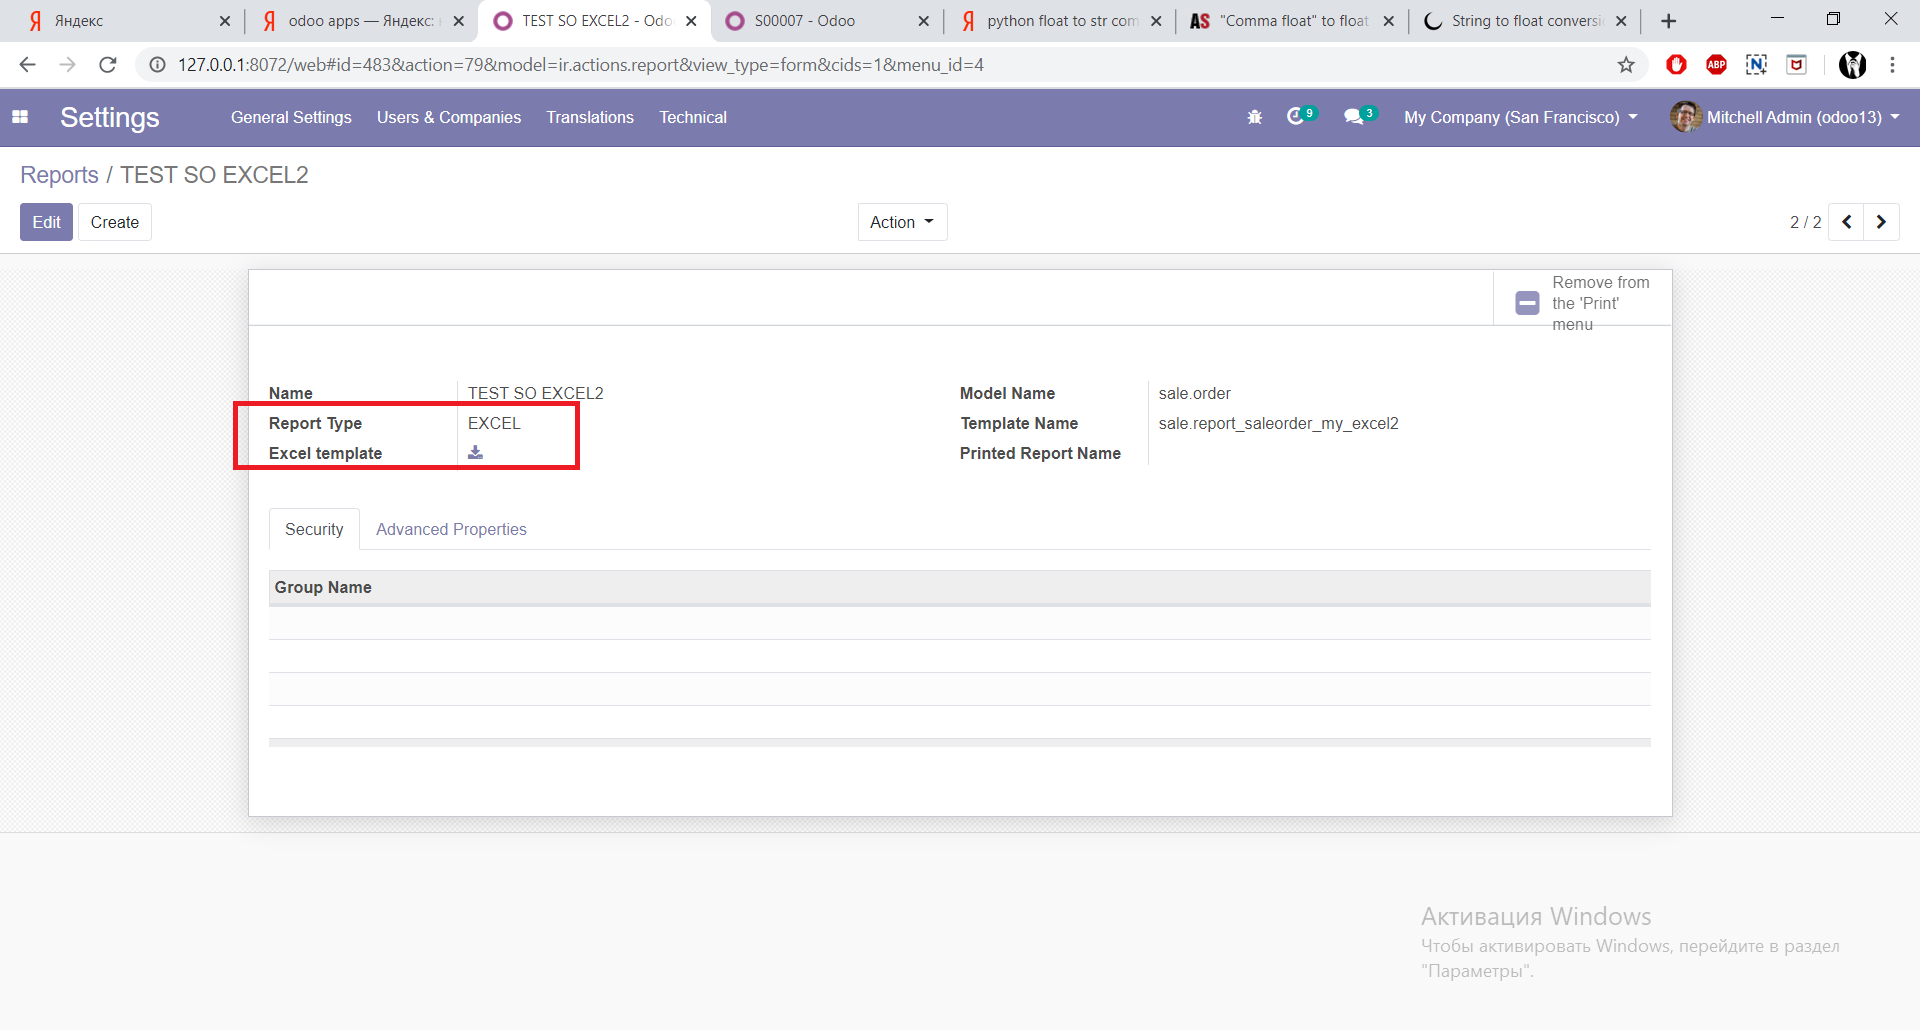 Яндекс
odoo apps — Яндекс:
TEST SO EXCEL2 - Odo
S00007 - Odoo
python float to str com
AS "Comma float" to float
String to float conversi
127.0.0.1:8072/web#id=483&action=79&model=ir.actions.report&view_type=form&cids=1&menu_id=4
ABP
N
Settings
General Settings
Users & Companies
Translations
Technical
9
3
My Company (San Francisco)
Mitchell Admin (odoo13)
Reports / TEST SO EXCEL2
Edit
Create
Action
2 / 2
Remove from
the 'Print'
menu
Name
TEST SO EXCEL2
Report Type
EXCEL
Excel template
Model Name
sale.order
Template Name
sale.report_saleorder_my_excel2
Printed Report Name
Security
Advanced Properties
Group Name
Активация Windows
Чтобы активировать Windows, перейдите в раздел
"Параметры".